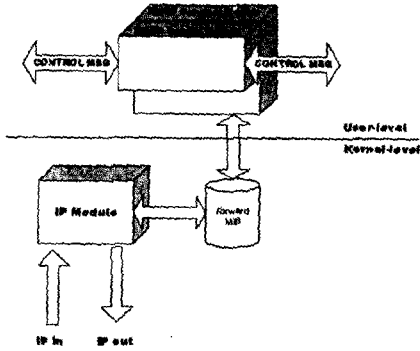 CONTROL MSG
CONTROL MSG
User-level
Kernel-level
IP Module
Forward
MIB
IP in
IP out